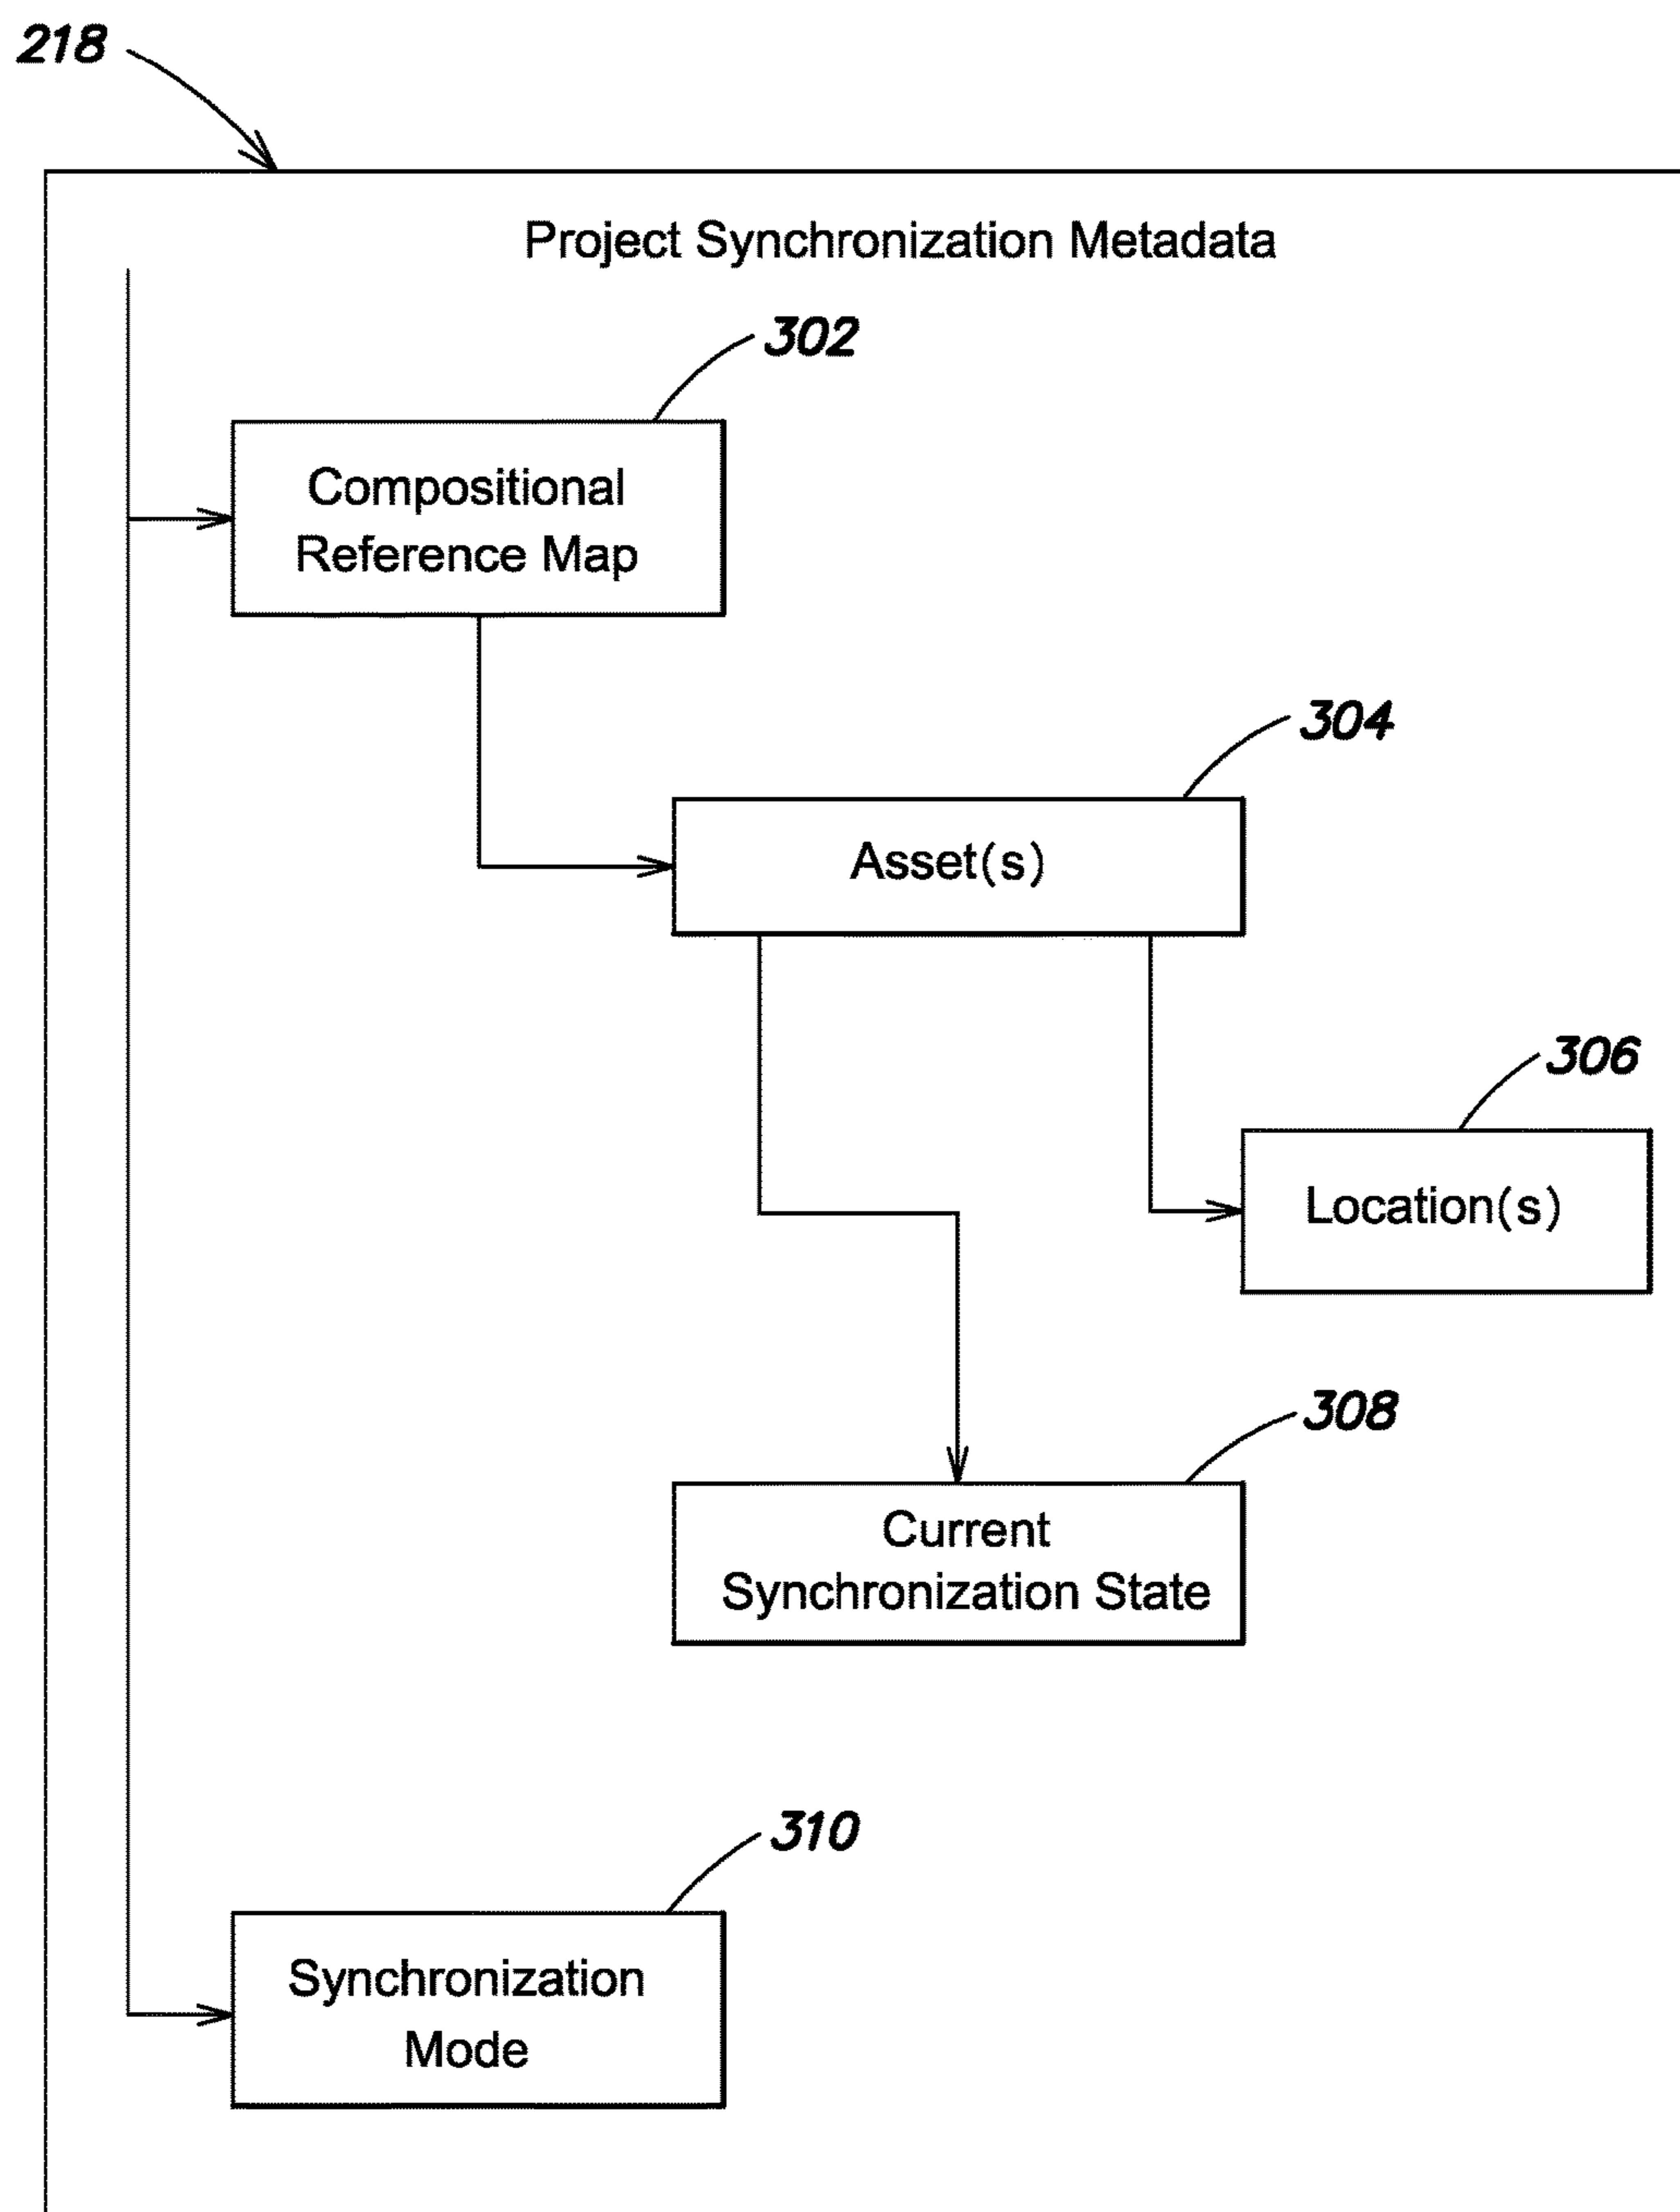 218
Project Synchronization Metadata
302
Compositional
Reference Map
304
Asset(s)
306
Location(s)
308
Current
Synchronization State
310
Synchronization
Mode